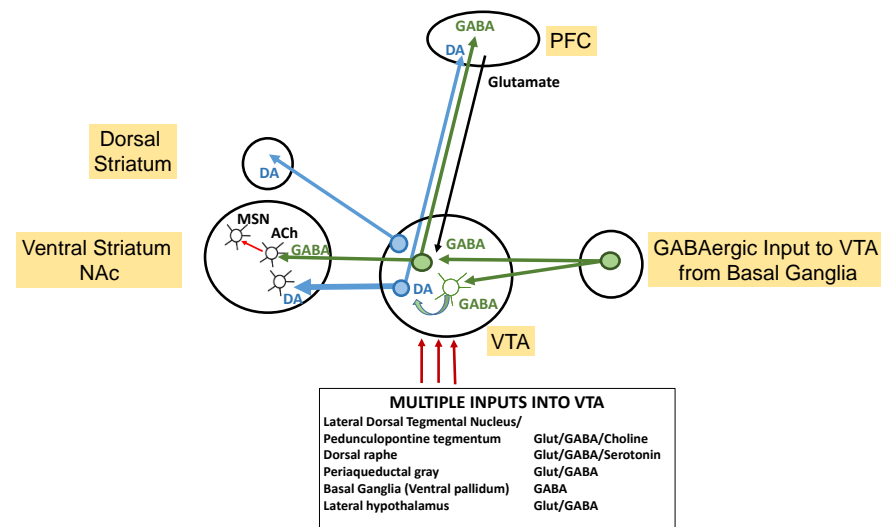 GABA
PFC
DA
Glutamate
Dorsal
Striatum
DA
MSN
ACh
Ventral Striatum
NAc
GABA
GABA
GABAergic Input to VTA
from Basal Ganglia
DA
DA
GABA
VTA
MULTIPLE INPUTS INTO VTA
Lateral Dorsal Tegmental Nucleus/
Pedunculopontine tegmentum Glut/GABA/Choline
Dorsal raphe Glut/GABA/Serotonin
Periaqueductal gray Glut/GABA
Basal Ganglia (Ventral pallidum) GABA
Lateral hypothalamus Glut/GABA